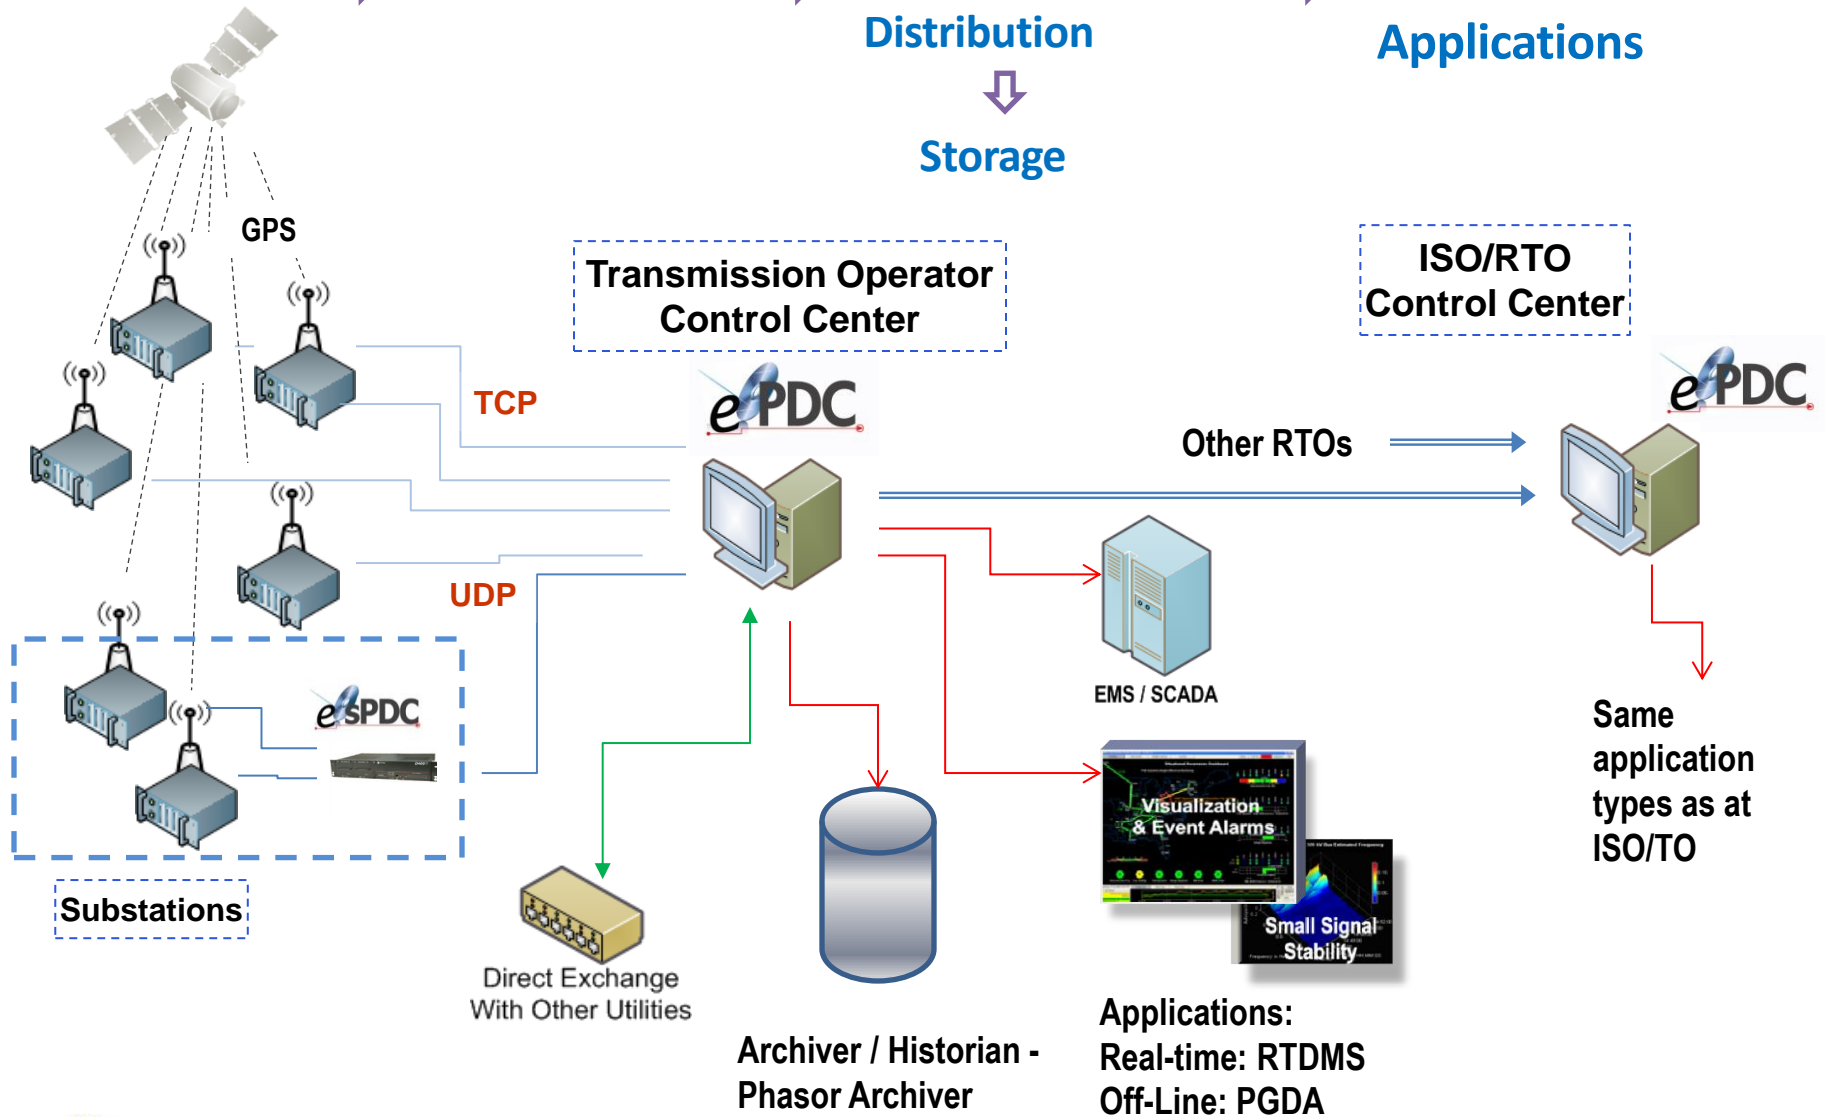 Distribution
Applications
Storage
GPS
Transmission Operator
Control Center
ISO/RTO
Control Center
TCP
ePDC
ePDC
Other RTOs
UDP
EMS / SCADA
esPDC
Same
application
types as at
ISO/TO
Visualization
& Event Alarms
Substations
Small Signal
Stability
Direct Exchange
With Other Utilities
Applications:
Real-time: RTDMS
Off-Line: PGDA
Archiver / Historian -
Phasor Archiver